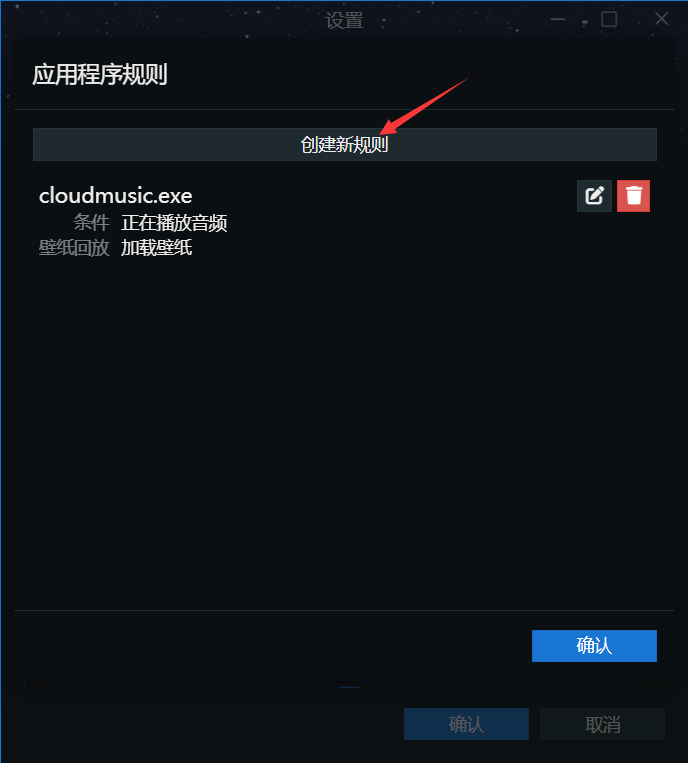 设置
应用程序规则
创建新规则
cloudmusic.exe
条件 正在播放音频
壁纸回放 加载壁纸
确认
确认 取消